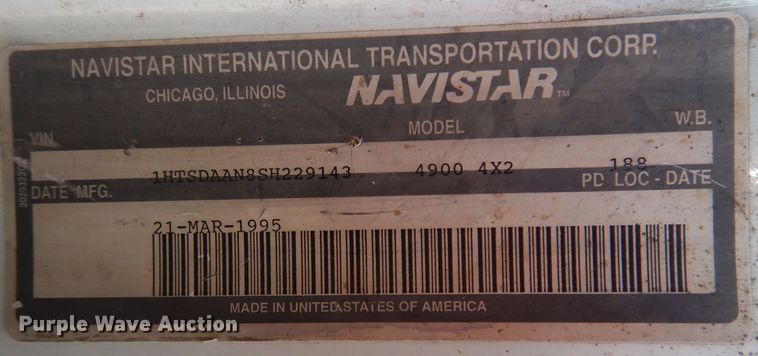 NAVISTAR INTERNATIONAL TRANSPORTATION CORP.
CHICAGO, ILLINOIS NAVISTAR TM
VIN MODEL W.B.
1HTSDAAN8SH229143 4900 4X2 188
DATE MFG. PD LOC - DATE
21-MAR-1995
MADE IN UNITED STATES OF AMERICA
Purple Wave Auction